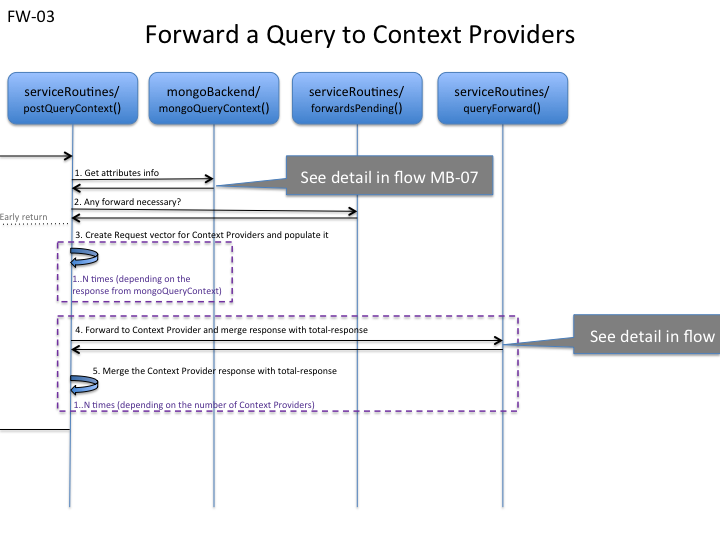 FW-03
Forward a Query to Context Providers
serviceRoutines/
postQueryContext()
mongoBackend/
mongoQueryContext()
serviceRoutines/
forwardsPending()
serviceRoutines/
queryForward()
1. Get attributes info
See detail in flow MB-07
2. Any forward necessary?
Early return
3. Create Request vector for Context Providers and populate it
1..N times (depending on the
response from mongoQueryContext)
4. Forward to Context Provider and merge response with total-response
See detail in flow
5. Merge the Context Provider response with total-response
1..N times (depending on the number of Context Providers)